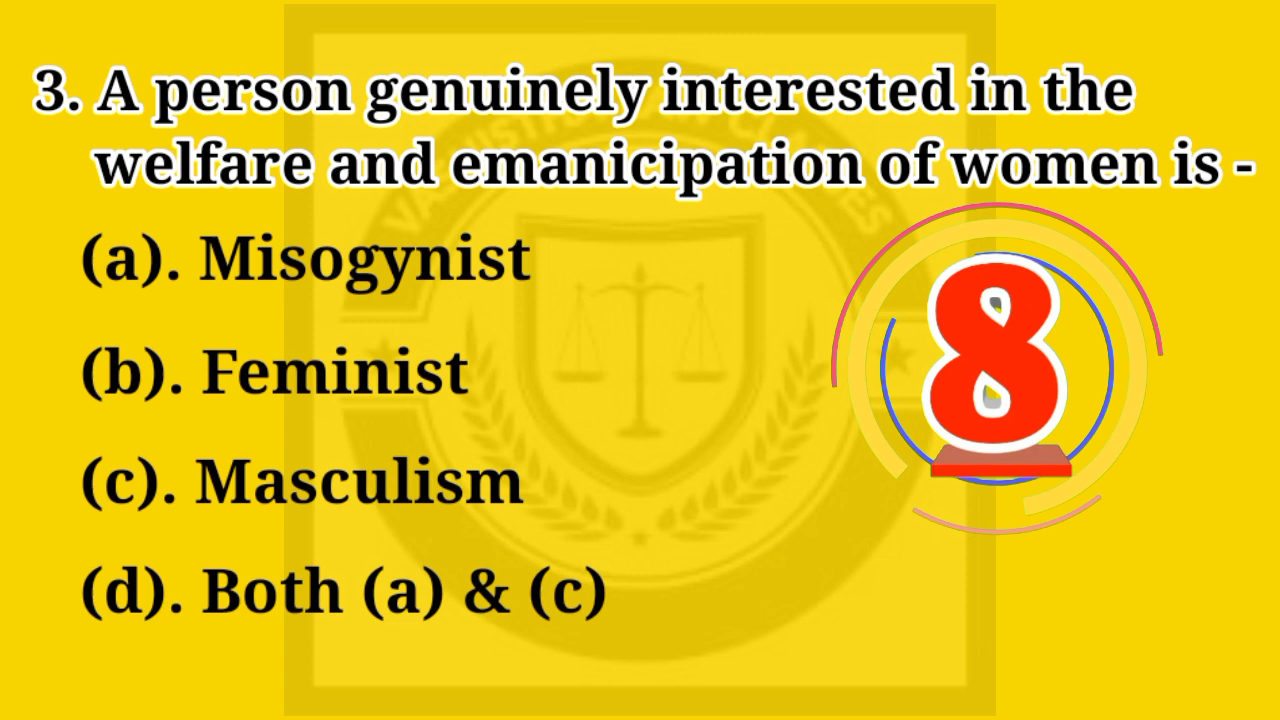 3. A person genuinely interested in the
welfare and emanicipation of women is -
(a). Misogynist
(b). Feminist
8
(c). Masculism
(d). Both (a) & (c)